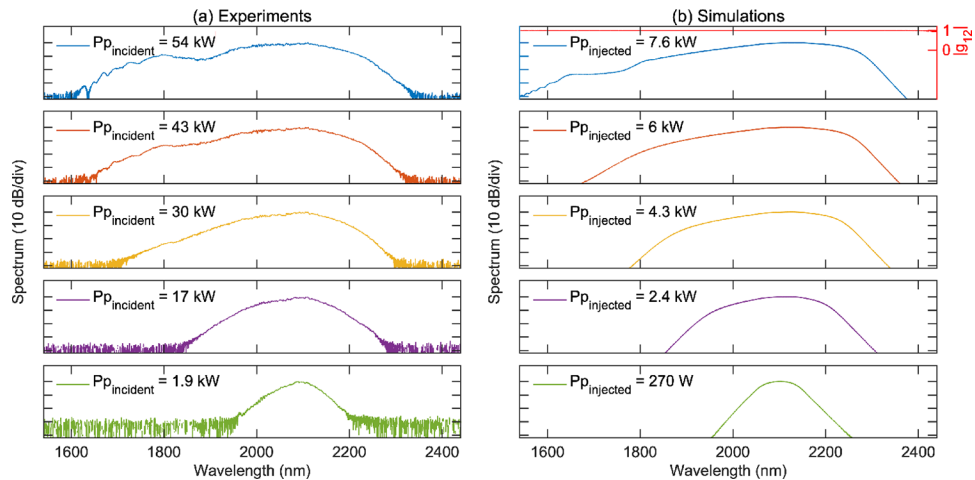 (a) Experiments
(b) Simulations
Pp_incident = 54 kW
Pp_injected = 7.6 kW
1
0
|g_12|
Pp_incident = 43 kW
Pp_injected = 6 kW
Pp_incident = 30 kW
Pp_injected = 4.3 kW
Pp_incident = 17 kW
Pp_injected = 2.4 kW
Pp_incident = 1.9 kW
Pp_injected = 270 W
Spectrum (10 dB/div)
Spectrum (10 dB/div)
1600 1800 2000 2200 2400
1600 1800 2000 2200 2400
Wavelength (nm)
Wavelength (nm)